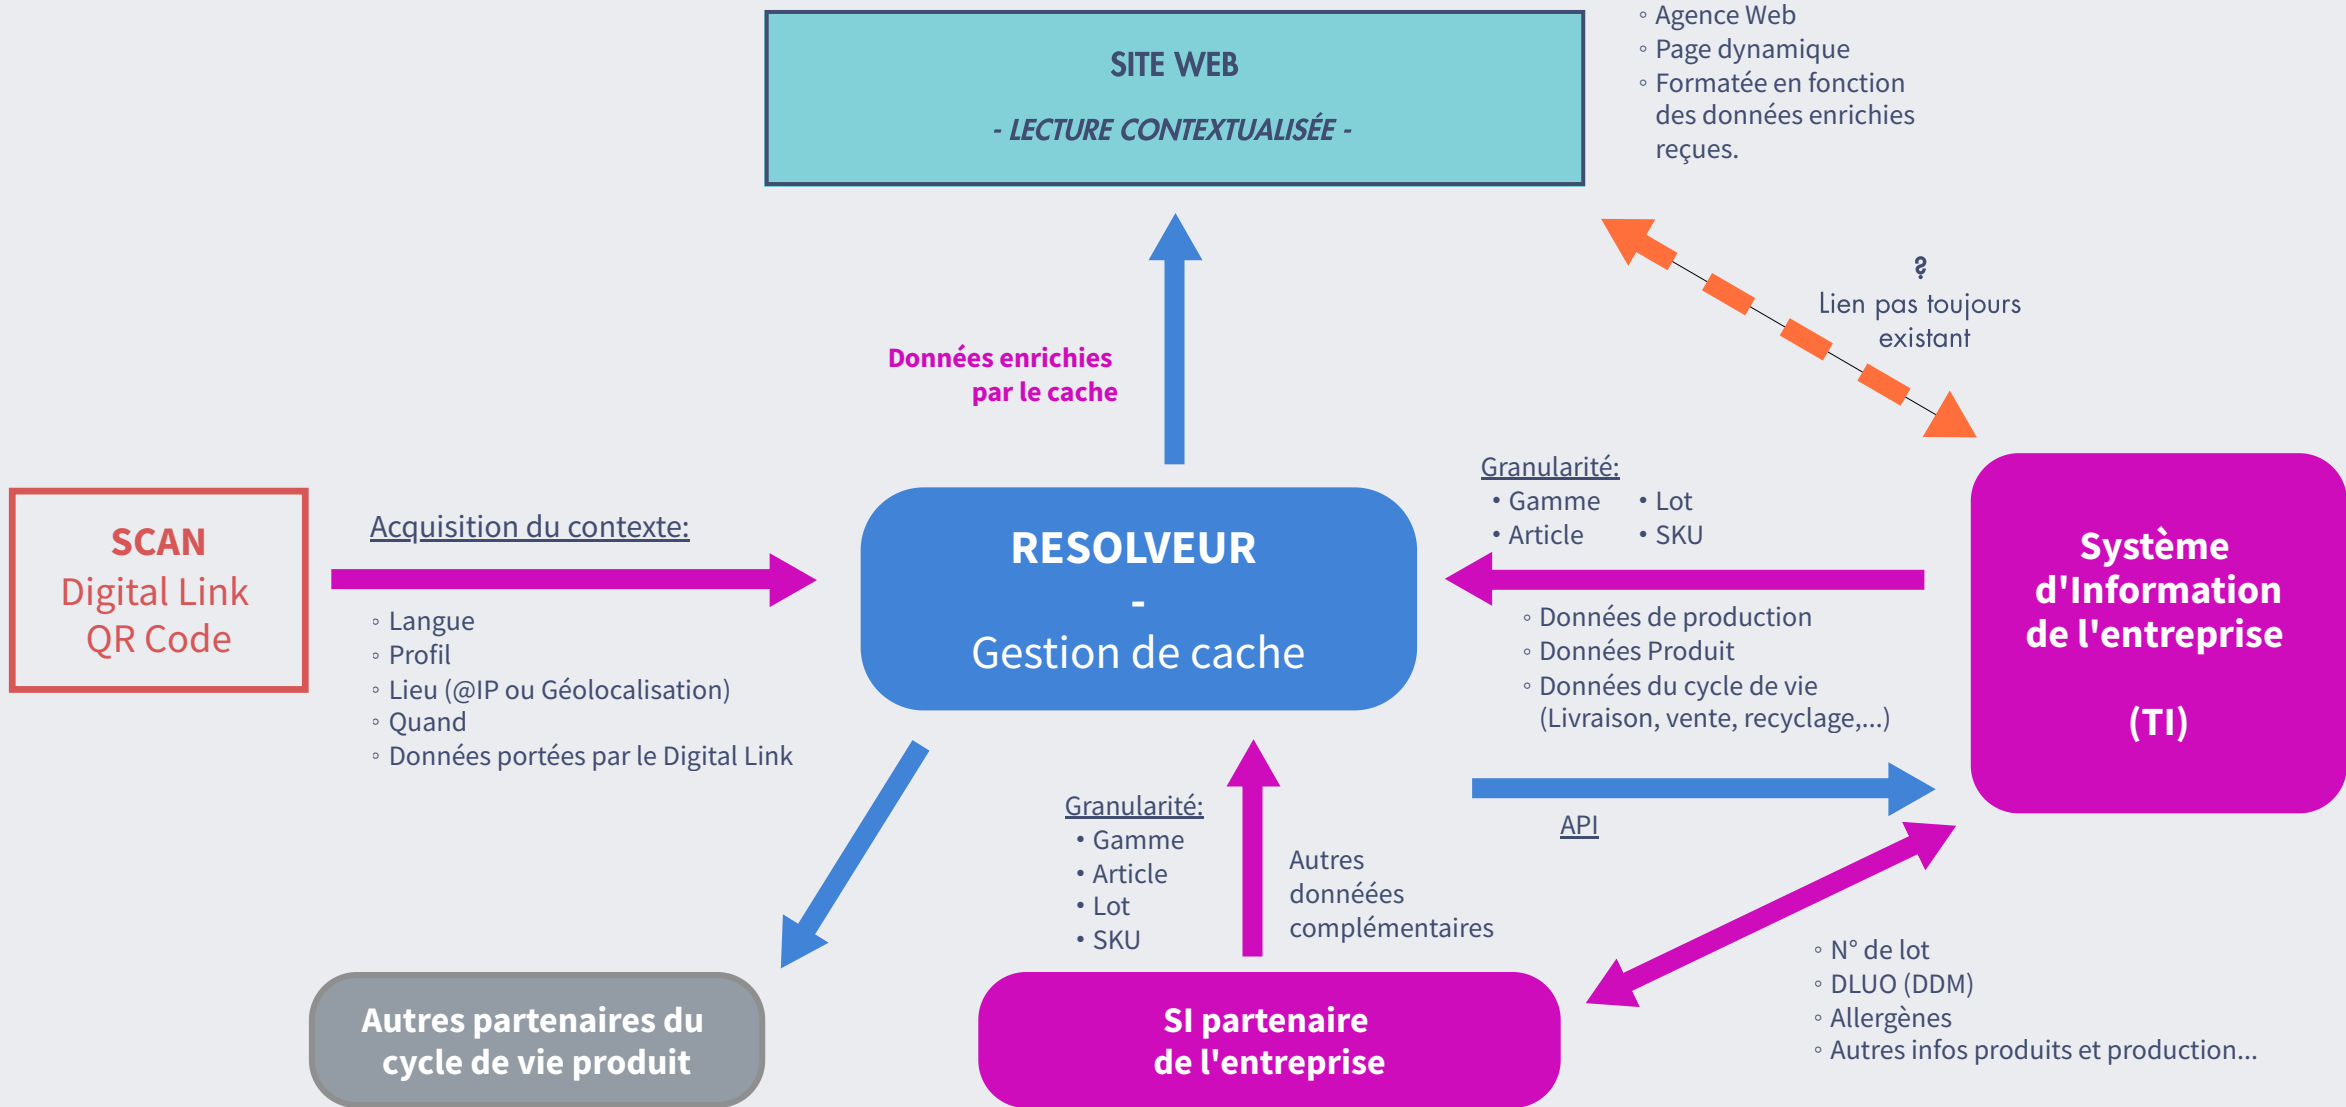 SITE WEB
- LECTURE CONTEXTUALISÉE -
◦ Agence Web
◦ Page dynamique
◦ Formatée en fonction
des données enrichies
reçues.
?
Lien pas toujours
existant
Données enrichies
par le cache
SCAN
Digital Link
QR Code
Acquisition du contexte:
◦ Langue
◦ Profil
◦ Lieu (@IP ou Géolocalisation)
◦ Quand
◦ Données portées par le Digital Link
RESOLVEUR
-
Gestion de cache
Granularité:
• Gamme • Lot
• Article • SKU
◦ Données de production
◦ Données Produit
◦ Données du cycle de vie
(Livraison, vente, recyclage,...)
API
Système
d'Information
de l'entreprise
(TI)
Granularité:
• Gamme
• Article
• Lot
• SKU
Autres
donnéées
complémentaires
◦ N° de lot
◦ DLUO (DDM)
◦ Allergènes
◦ Autres infos produits et production...
Autres partenaires du
cycle de vie produit
SI partenaire
de l'entreprise